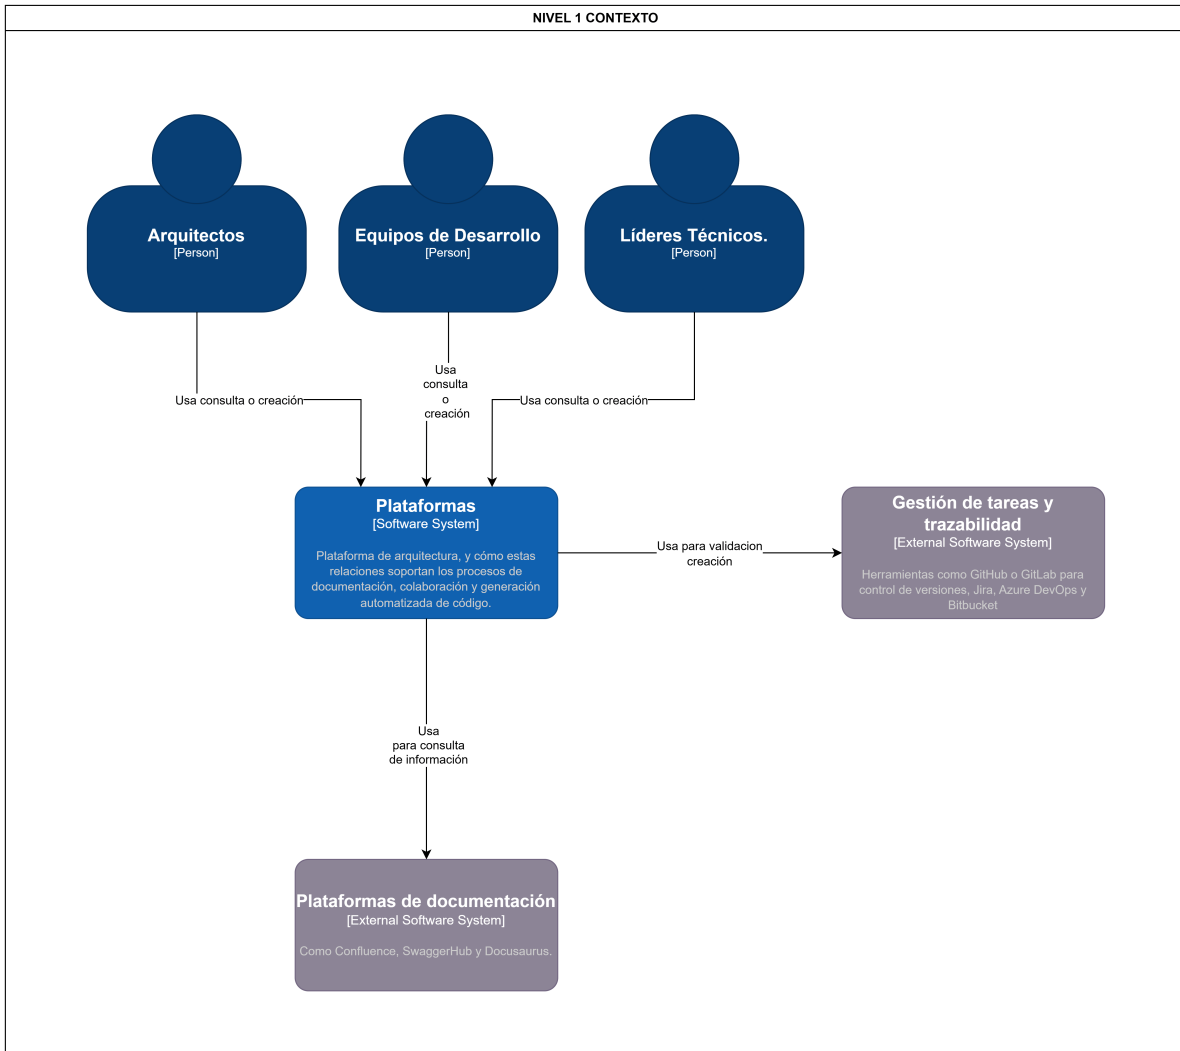 NIVEL 1 CONTEXTO
Arquitectos
[Person]
Equipos de Desarrollo
[Person]
Líderes Técnicos.
[Person]
Usa consulta o creación
Usa
consulta
o
creación
Usa consulta o creación
Plataformas
[Software System]
Plataforma de arquitectura, y cómo estas
relaciones soportan los procesos de
documentación, colaboración y generación
automatizada de código.
Usa para validacion
creación
Gestión de tareas y
trazabilidad
[External Software System]
Herramientas como GitHub o GitLab para
control de versiones, Jira, Azure DevOps y
Bitbucket
Usa
para consulta
de información
Plataformas de documentación
[External Software System]
Como Confluence, SwaggerHub y Docusaurus.